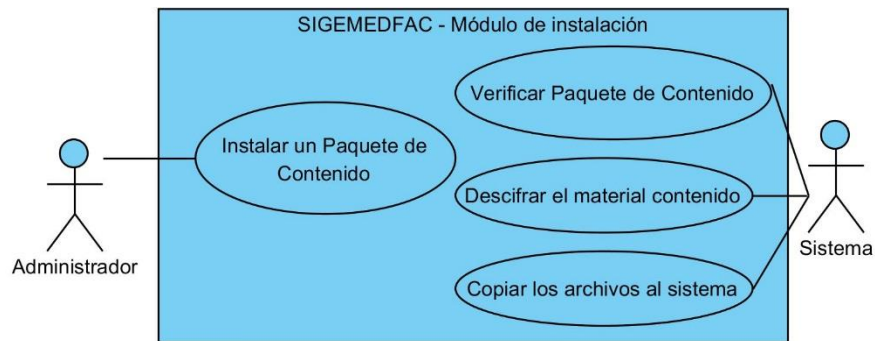 SIGEMEDFAC - Módulo de instalación
Verificar Paquete de Contenido
Instalar un Paquete de
Contenido
Descifrar el material contenido
Copiar los archivos al sistema
Administrador
Sistema